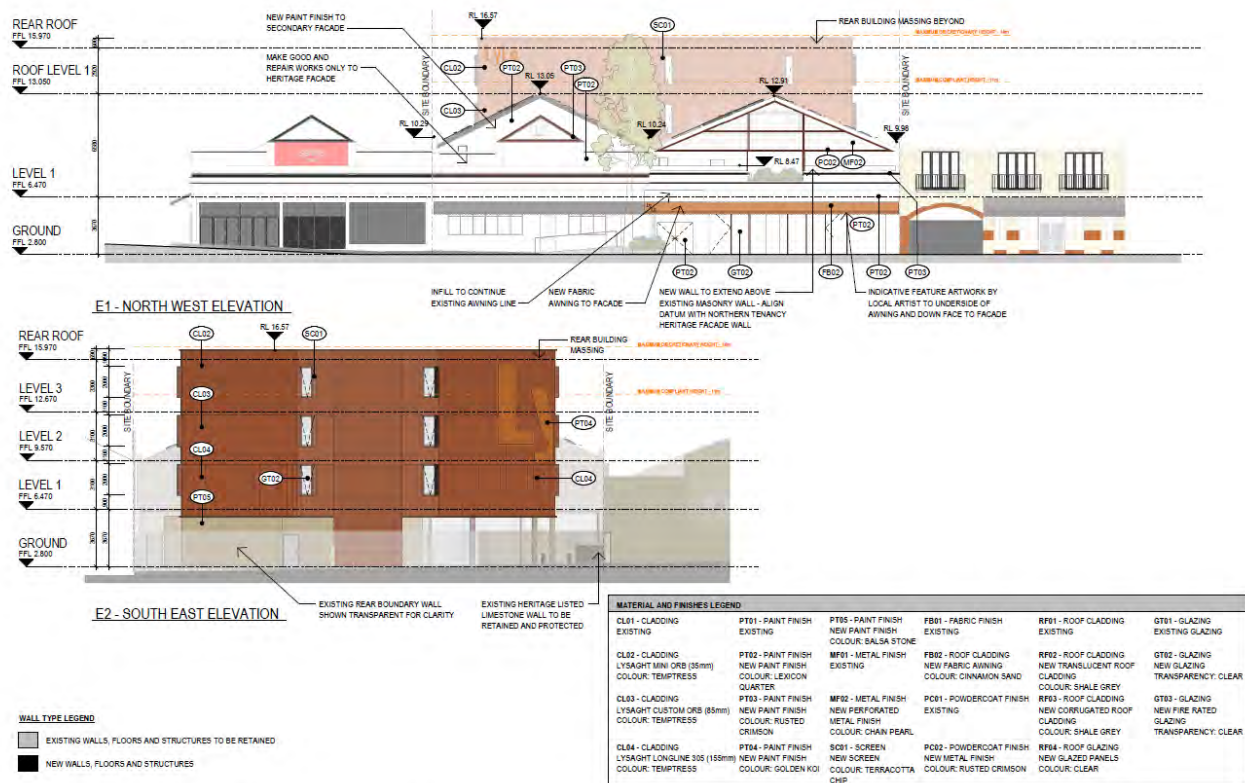 REAR ROOF
FFL 15.970
ROOF LEVEL 1
FFL 13.050
LEVEL 1
FFL 6.470
GROUND
FFL 2.800
NEW PAINT FINISH TO
SECONDARY FACADE
MAKE GOOD AND
REPAIR WORKS ONLY TO
HERITAGE FACADE
SITE BOUNDARY
RL 16.57
SC01
REAR BUILDING MASSING BEYOND
CL02
PT02
PT03
PT02
RL 13.05
CL03
RL 10.29
RL 10.24
RL 12.91
RL 9.98
RL 8.47
PC02
MF02
SITE BOUNDARY
PT02
PT02
GT02
FB02
PT02
PT03
INFILL TO CONTINUE
EXISTING AWNING LINE
NEW FABRIC
AWNING TO FACADE
NEW WALL TO EXTEND ABOVE
EXISTING MASONRY WALL - ALIGN
DATUM WITH NORTHERN TENANCY
HERITAGE FACADE WALL
INDICATIVE FEATURE ARTWORK BY
LOCAL ARTIST TO UNDERSIDE OF
AWNING AND DOWN FACE TO FACADE
E1 - NORTH WEST ELEVATION
REAR ROOF
FFL 15.970
LEVEL 3
FFL 12.670
LEVEL 2
FFL 9.570
LEVEL 1
FFL 6.470
GROUND
FFL 2.800
SITE BOUNDARY
CL02
RL 16.57
SC01
REAR BUILDING
MASSING
CL03
CL04
PT05
GT02
PT04
CL04
SITE BOUNDARY
EXISTING REAR BOUNDARY WALL
SHOWN TRANSPARENT FOR CLARITY
EXISTING HERITAGE LISTED
LIMESTONE WALL TO BE
RETAINED AND PROTECTED
E2 - SOUTH EAST ELEVATION
WALL TYPE LEGEND
EXISTING WALLS, FLOORS AND STRUCTURES TO BE RETAINED
NEW WALLS, FLOORS AND STRUCTURES
MATERIAL AND FINISHES LEGEND
CL01 - CLADDING
EXISTING
CL02 - CLADDING
LYSAGHT MINI ORB (35mm)
COLOUR: TEMPTRESS
CL03 - CLADDING
LYSAGHT CUSTOM ORB (85mm)
COLOUR: TEMPTRESS
CL04 - CLADDING
LYSAGHT LONGLINE 305 (155mm)
COLOUR: TEMPTRESS
PT01 - PAINT FINISH
EXISTING
PT02 - PAINT FINISH
NEW PAINT FINISH
COLOUR: LEXICON
QUARTER
PT03 - PAINT FINISH
NEW PAINT FINISH
COLOUR: RUSTED
CRIMSON
PT04 - PAINT FINISH
NEW PAINT FINISH
COLOUR: GOLDEN KOI
PT05 - PAINT FINISH
NEW PAINT FINISH
COLOUR: BALSA STONE
MF01 - METAL FINISH
EXISTING
MF02 - METAL FINISH
NEW PERFORATED
METAL FINISH
COLOUR: CHAIN PEARL
SC01 - SCREEN
NEW SCREEN
COLOUR: TERRACOTTA
CHIP
FB01 - FABRIC FINISH
EXISTING
FB02 - ROOF CLADDING
NEW FABRIC AWNING
COLOUR: CINNAMON SAND
PC01 - POWDERCOAT FINISH
EXISTING
PC02 - POWDERCOAT FINISH
NEW METAL FINISH
COLOUR: RUSTED CRIMSON
RF01 - ROOF CLADDING
EXISTING
RF02 - ROOF CLADDING
NEW TRANSLUCENT ROOF
CLADDING
COLOUR: SHALE GREY
RF03 - ROOF CLADDING
NEW CORRUGATED ROOF
CLADDING
COLOUR: SHALE GREY
RF04 - ROOF GLAZING
NEW GLAZED PANELS
COLOUR: CLEAR
GT01 - GLAZING
EXISTING GLAZING
GT02 - GLAZING
NEW GLAZING
TRANSPARENCY: CLEAR
GT03 - GLAZING
NEW FIRE RATED
GLAZING
TRANSPARENCY: CLEAR